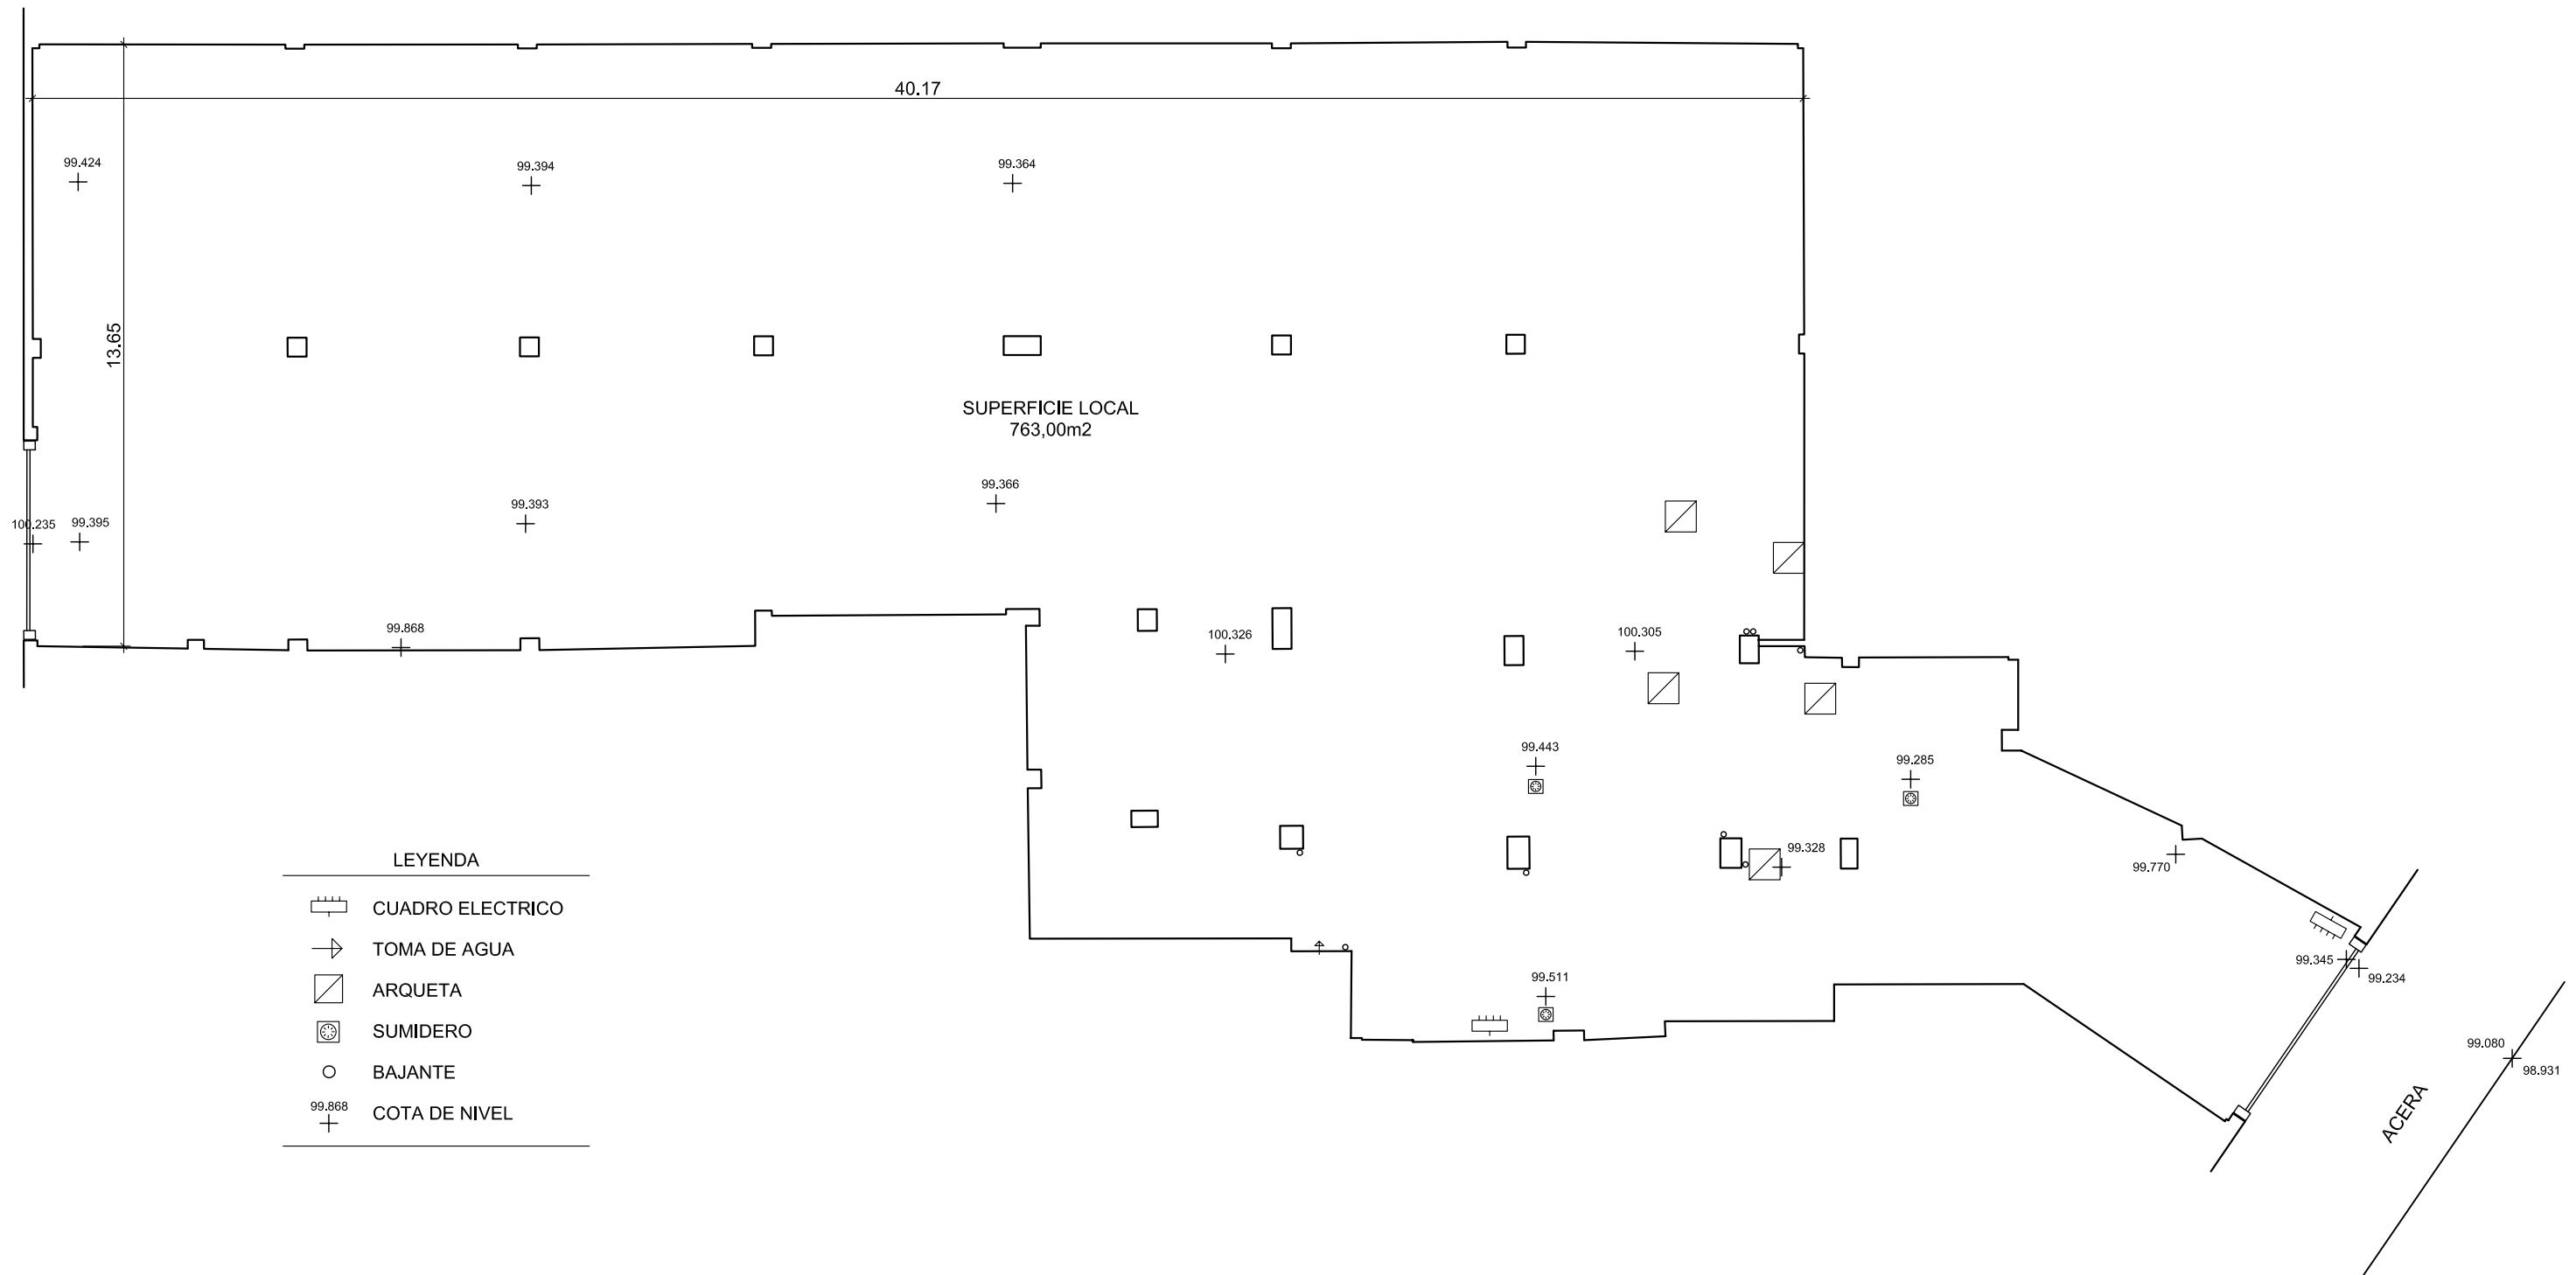 40.17
99.424
99.394
99.364
13.65
SUPERFICIE LOCAL
763,00m2
99.366
99.393
100.235
99.395
99.868
100.326
100.305
99.443
99.285
99.328
99.770
99.345
99.234
99.511
99.080
98.931
ACERA
LEYENDA
CUADRO ELECTRICO
TOMA DE AGUA
ARQUETA
SUMIDERO
BAJANTE
99.868
COTA DE NIVEL